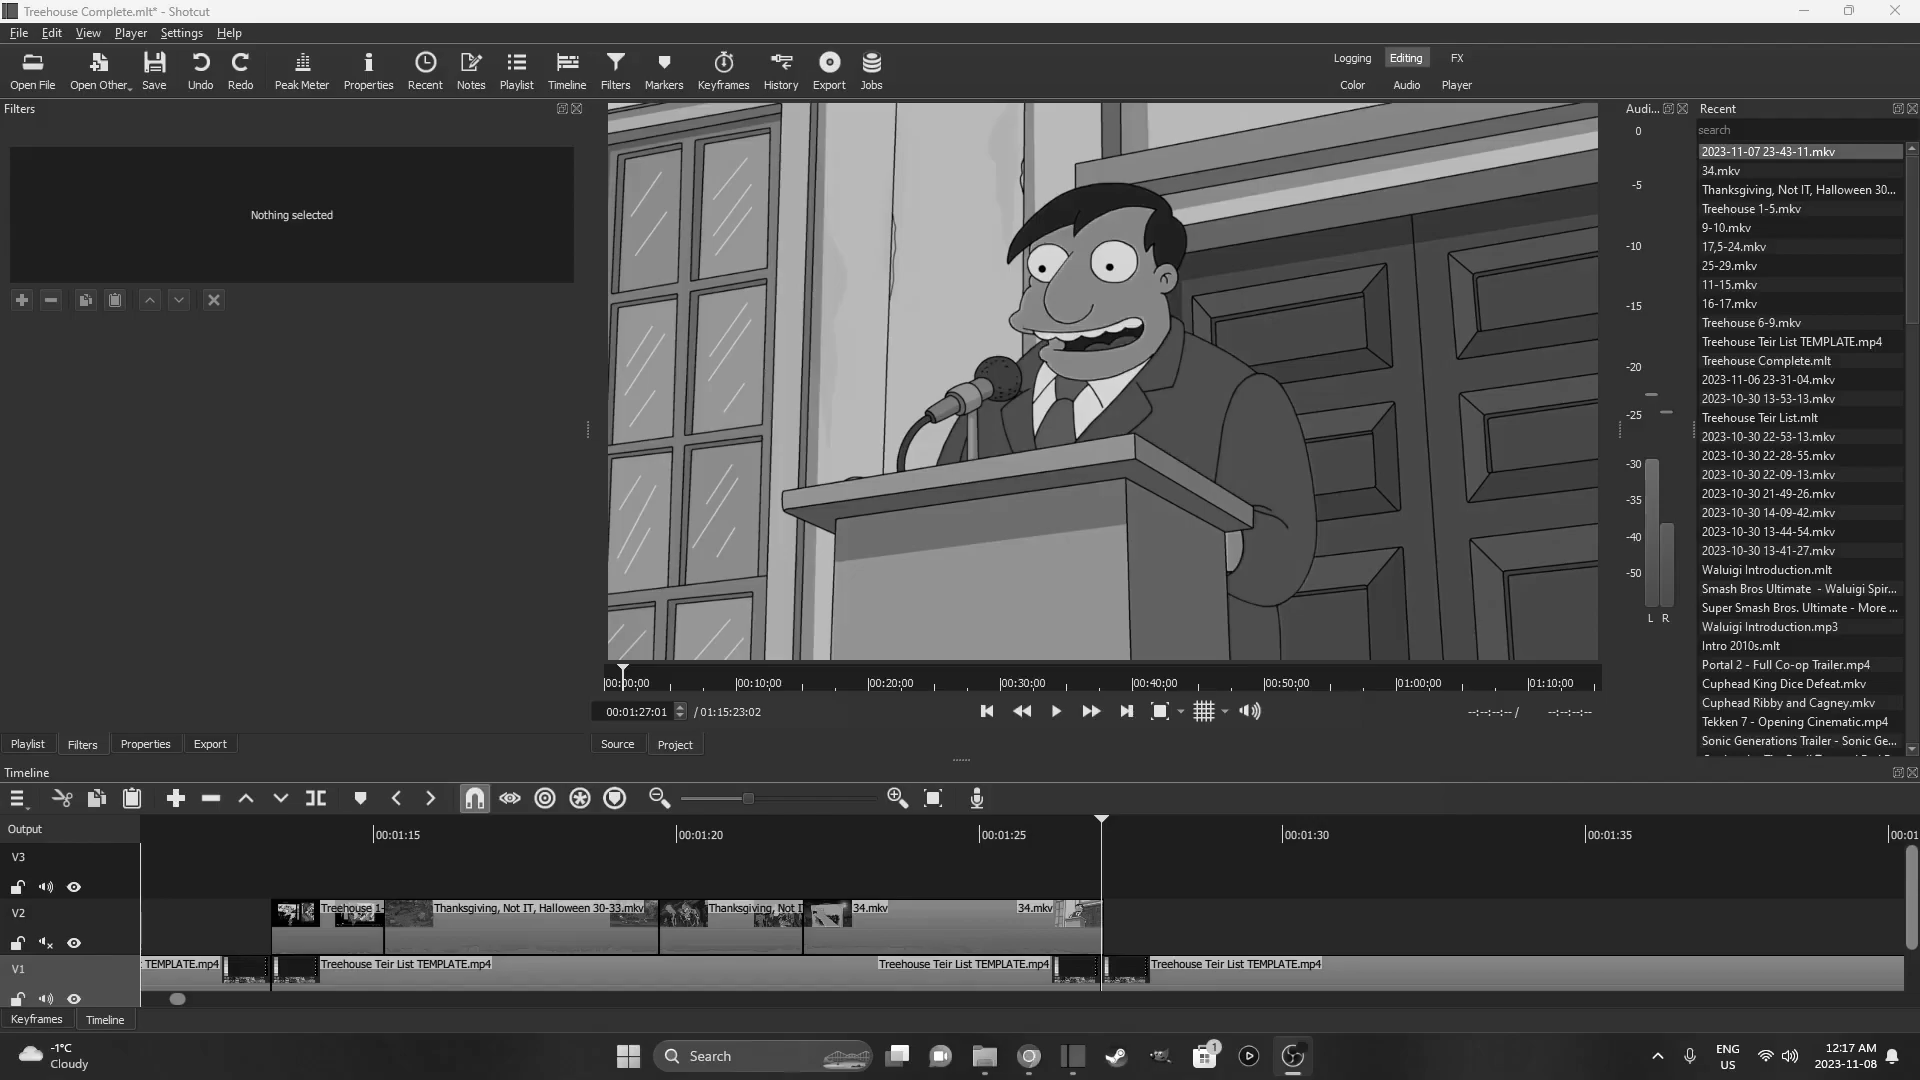 Treehouse Complete.mlt* - Shotcut
File Edit View Player Settings Help
Open File Open Other.. Save Undo Redo Peak Meter Properties Recent Notes Playlist Timeline Filters Markers Keyframes History Export Jobs
Logging Editing FX
Color Audio Player
Filters
Nothing selected
Audi...
0
-5
-10
-15
-20
-25
-30
-35
-40
-50
L R
Recent
search
2023-11-07 23-43-11.mkv
34.mkv
Thanksgiving, Not IT, Halloween 30...
Treehouse 1-5.mkv
9-10.mkv
17,5-24.mkv
25-29.mkv
11-15.mkv
16-17.mkv
Treehouse 6-9.mkv
Treehouse Teir List TEMPLATE.mp4
Treehouse Complete.mlt
2023-11-06 23-31-04.mkv
2023-10-30 13-53-13.mkv
Treehouse Teir List.mlt
2023-10-30 22-53-13.mkv
2023-10-30 22-28-55.mkv
2023-10-30 22-09-13.mkv
2023-10-30 21-49-26.mkv
2023-10-30 14-09-42.mkv
2023-10-30 13-44-54.mkv
2023-10-30 13-41-27.mkv
Waluigi Introduction.mlt
Smash Bros Ultimate - Waluigi Spir...
Super Smash Bros. Ultimate - More ...
Waluigi Introduction.mp3
Intro 2010s.mlt
Portal 2 - Full Co-op Trailer.mp4
Cuphead King Dice Defeat.mkv
Cuphead Ribby and Cagney.mkv
Tekken 7 - Opening Cinematic.mp4
Sonic Generations Trailer - Sonic Ge...
00:00:00 00:10:00 00:20:00 00:30:00 00:40:00 00:50:00 01:00:00 01:10:00
00:01:27:01 / 01:15:23:02 --:--:--:-- / --:--:--:--
Playlist Filters Properties Export
Source Project
Timeline
Output
00:01:15 00:01:20 00:01:25 00:01:30 00:01:35 00:01
V3
V2
Treehouse 1- Thanksgiving, Not IT, Halloween 30-33.mkv Thanksgiving, Not I 34.mkv 34.mkv
V1
TEMPLATE.mp4 Treehouse Teir List TEMPLATE.mp4 Treehouse Teir List TEMPLATE.mp4 Treehouse Teir List TEMPLATE.mp4
Keyframes Timeline
-1°C
Cloudy
Search
1
ENG
US
12:17 AM
2023-11-08